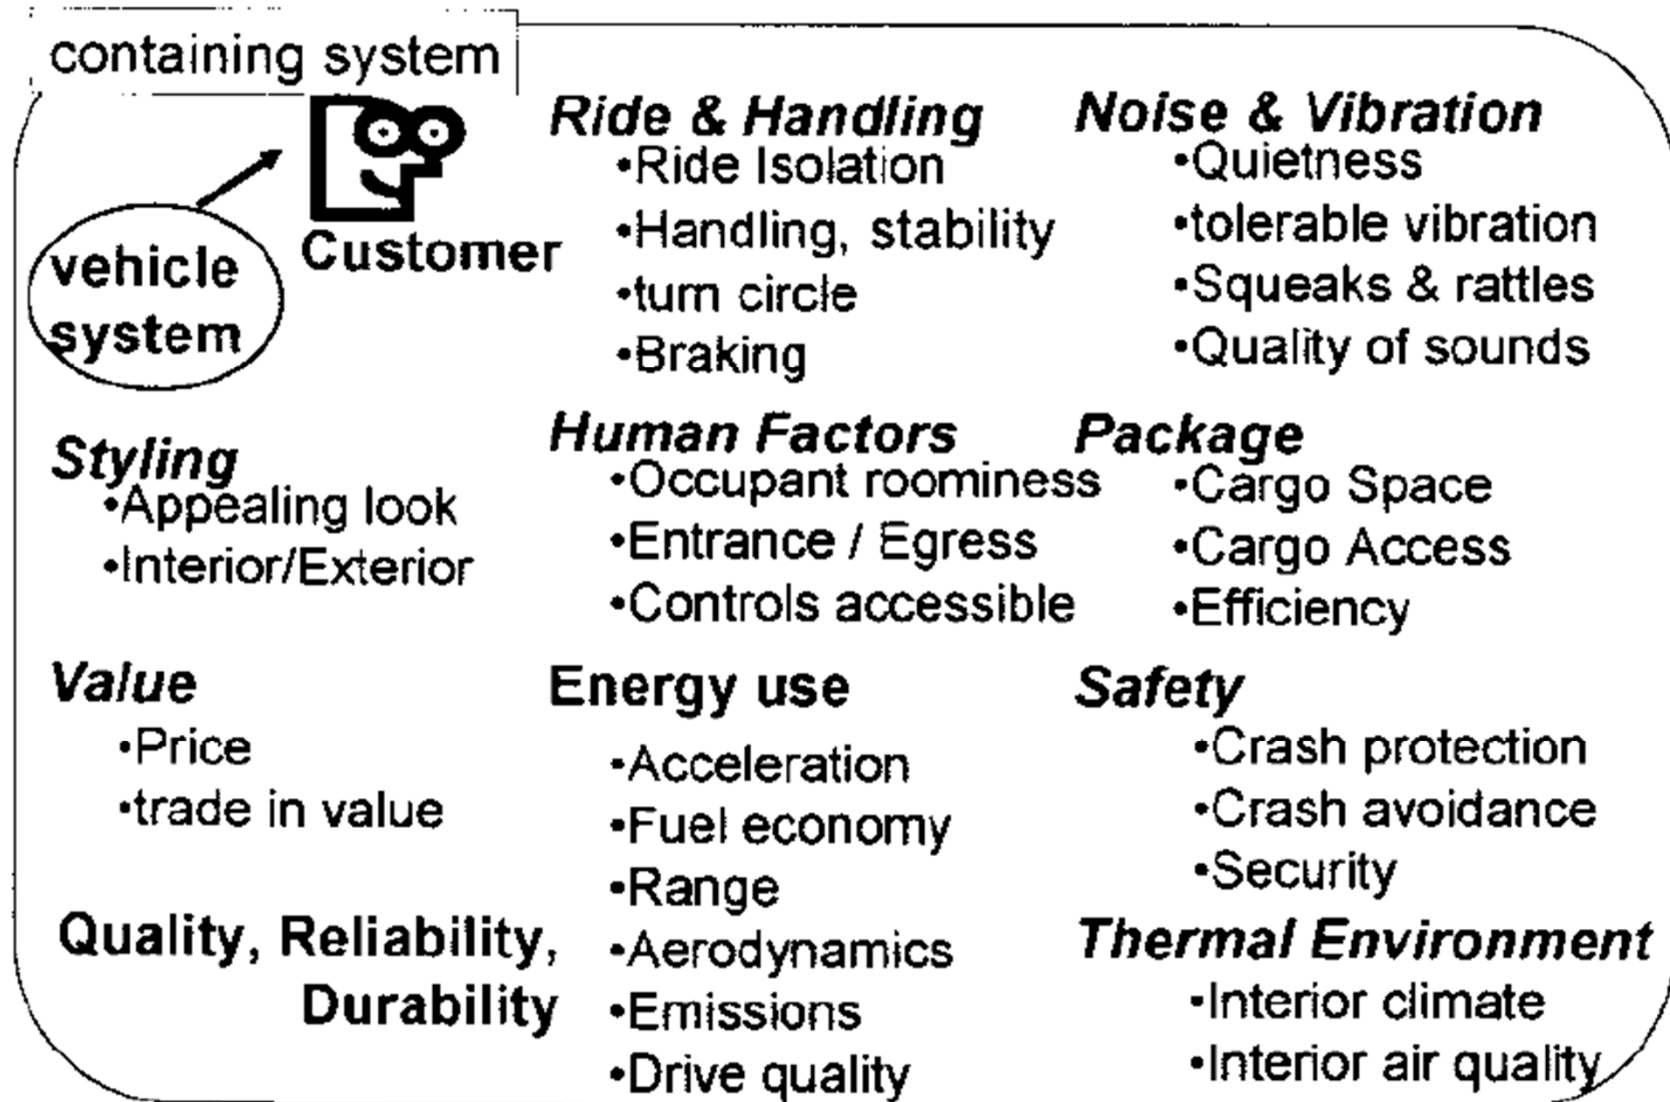 containing system
Customer
vehicle
system
Ride & Handling
•Ride Isolation
•Handling, stability
•turn circle
•Braking
Noise & Vibration
•Quietness
•tolerable vibration
•Squeaks & rattles
•Quality of sounds
Styling
•Appealing look
•Interior/Exterior
Human Factors
•Occupant roominess
•Entrance / Egress
•Controls accessible
Package
•Cargo Space
•Cargo Access
•Efficiency
Value
•Price
•trade in value
Energy use
•Acceleration
•Fuel economy
•Range
•Aerodynamics
•Emissions
•Drive quality
Safety
•Crash protection
•Crash avoidance
•Security
Quality, Reliability,
Durability
Thermal Environment
•Interior climate
•Interior air quality